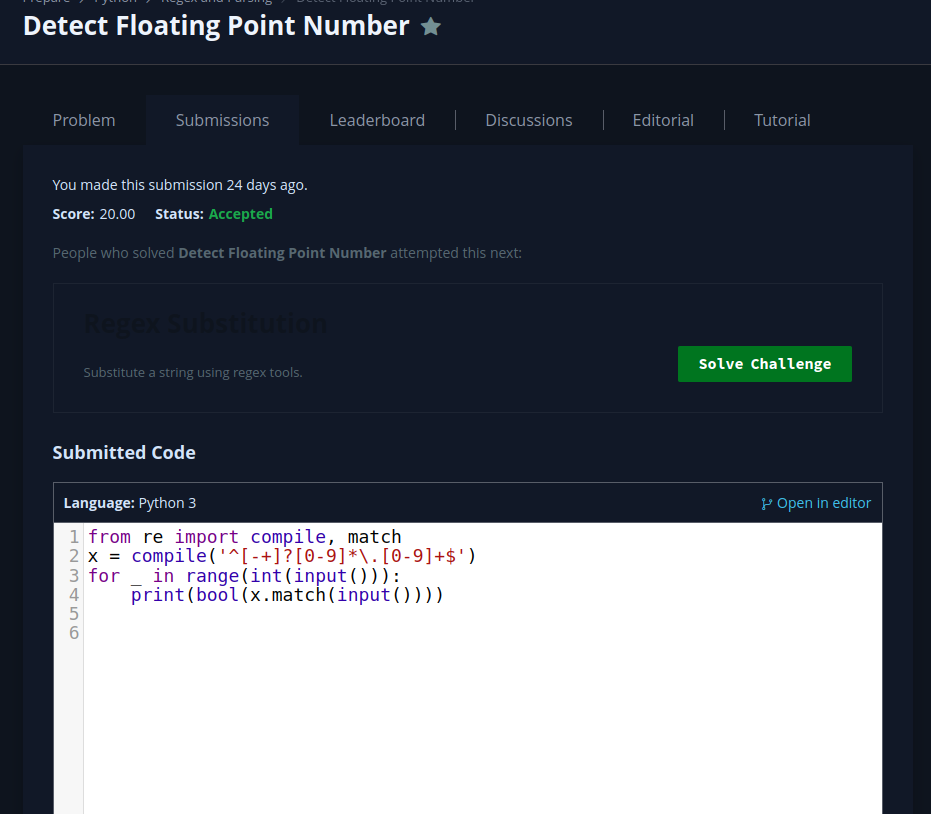 Prepare > Python > Regex and Parsing > Detect Floating Point Number
Detect Floating Point Number
Problem Submissions Leaderboard Discussions Editorial Tutorial
You made this submission 24 days ago.
Score: 20.00 Status: Accepted
People who solved Detect Floating Point Number attempted this next:
Regex Substitution
Substitute a string using regex tools.
Solve Challenge
Submitted Code
Language: Python 3 Open in editor
1 from re import compile, match
2 x = compile('^[-+]?[0-9]*\.[0-9]+$')
3 for _ in range(int(input())):
4     print(bool(x.match(input())))
5
6